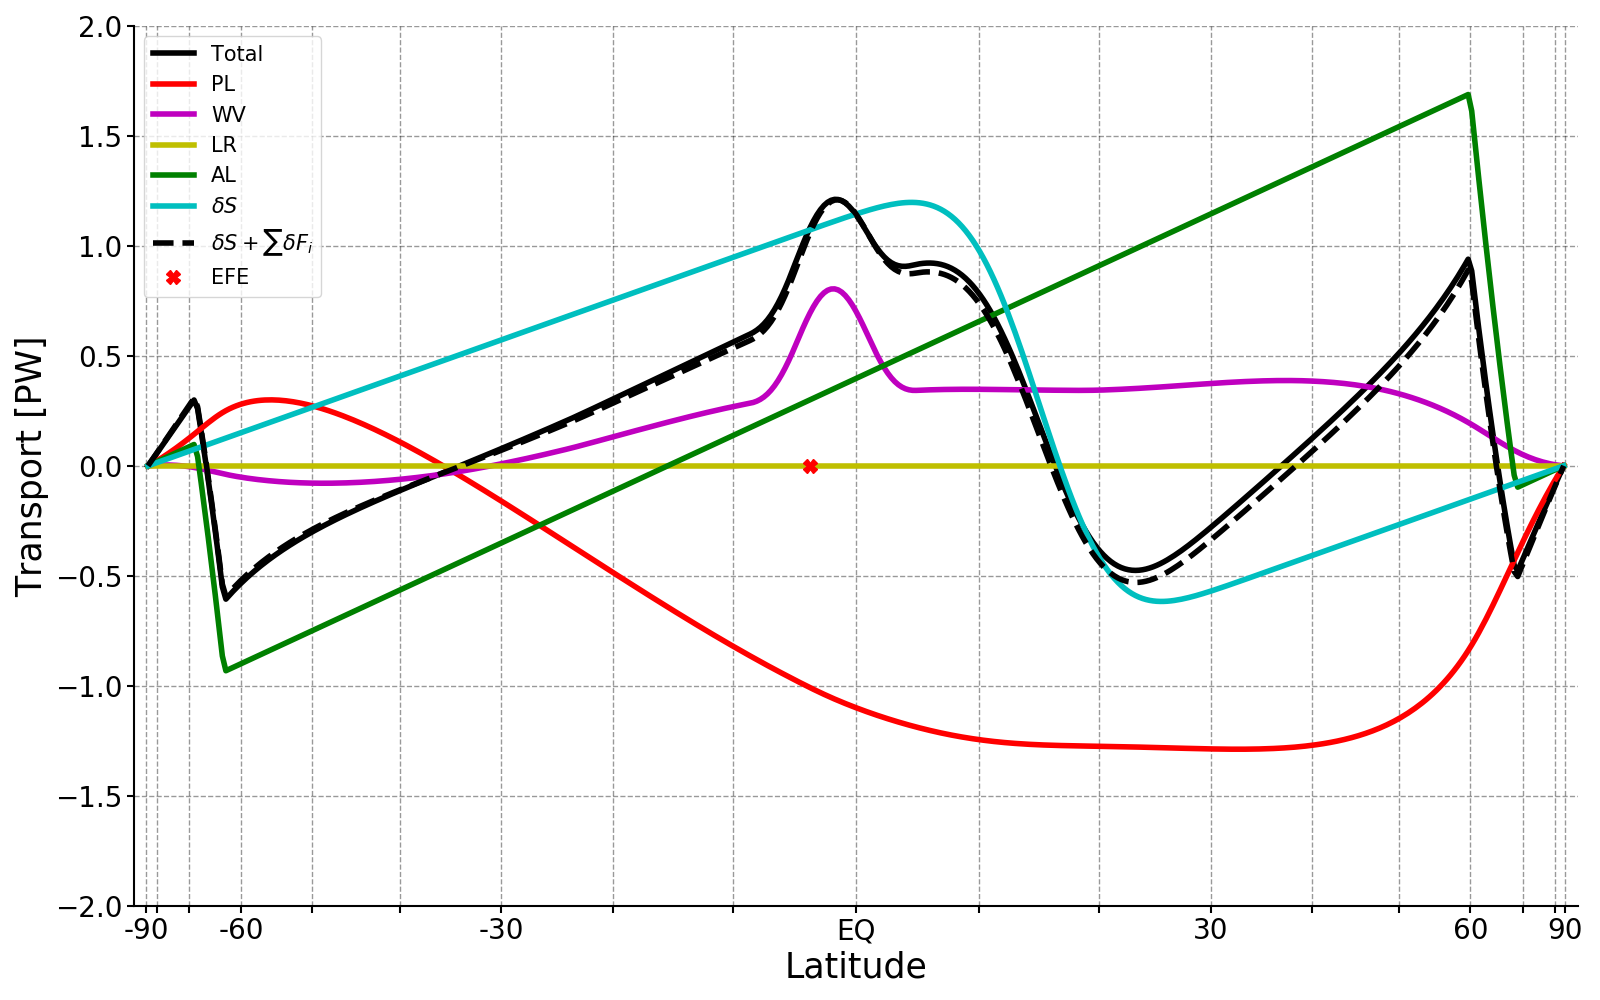 2.0
1.5
1.0
0.5
0.0
−0.5
−1.0
−1.5
−2.0
Transport [PW]
Total
PL
WV
LR
AL
δS
δS + ∑δFᵢ
EFE
-90 -60 -30 EQ 30 60 90
Latitude